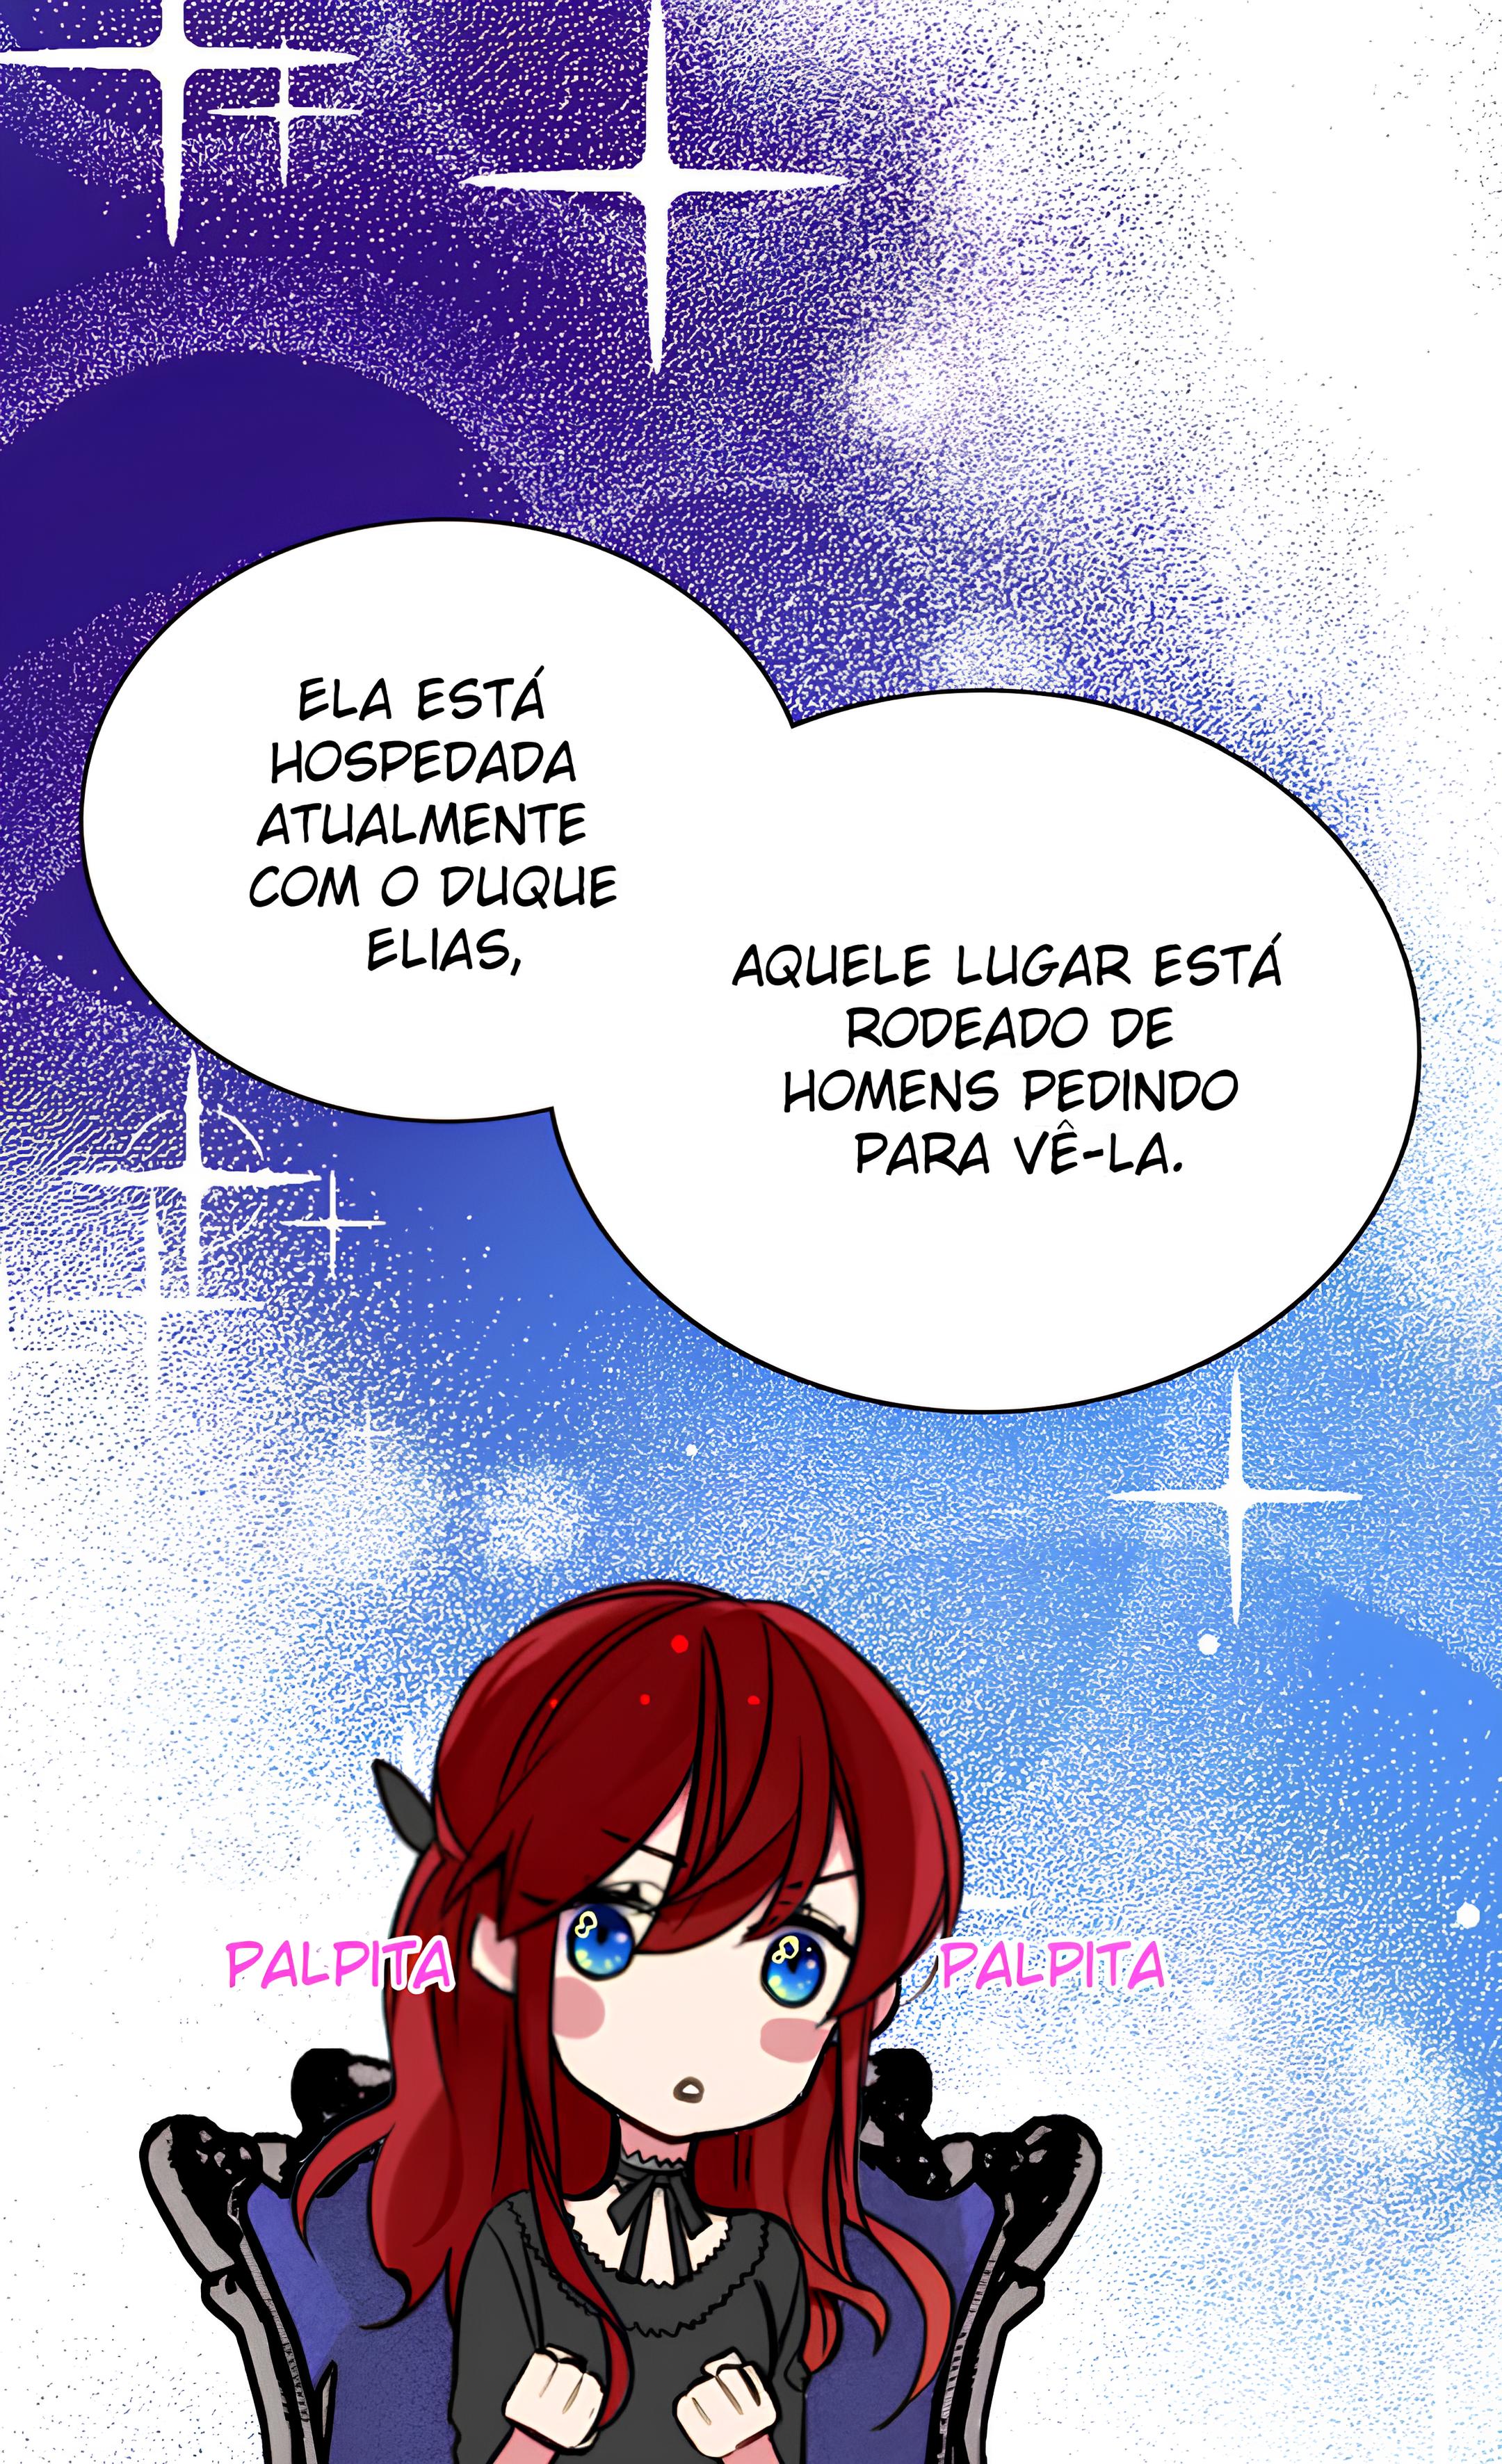 ELA ESTÁ
HOSPEDADA
ATUALMENTE
COM O DUQUE
ELIAS,
AQUELE LUGAR ESTÁ
RODEADO DE
HOMENS PEDINDO
PARA VÊ-LA.
PALPITA
PALPITA